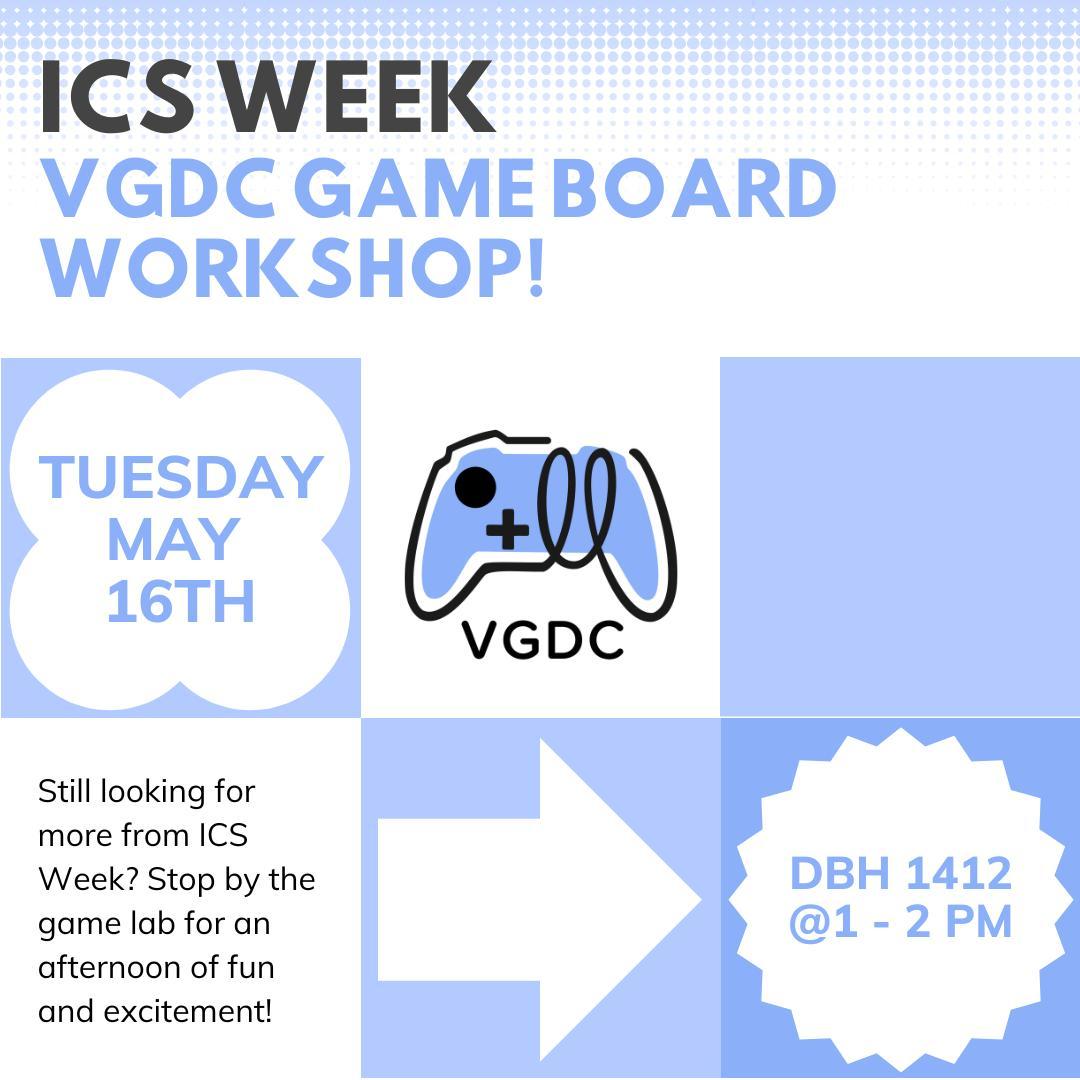 ICS WEEK
VGDC GAME BOARD
WORKSHOP!
TUESDAY
MAY
16TH
VGDC
Still looking for
more from ICS
Week? Stop by the
game lab for an
afternoon of fun
and excitement!
DBH 1412
@1 - 2 PM